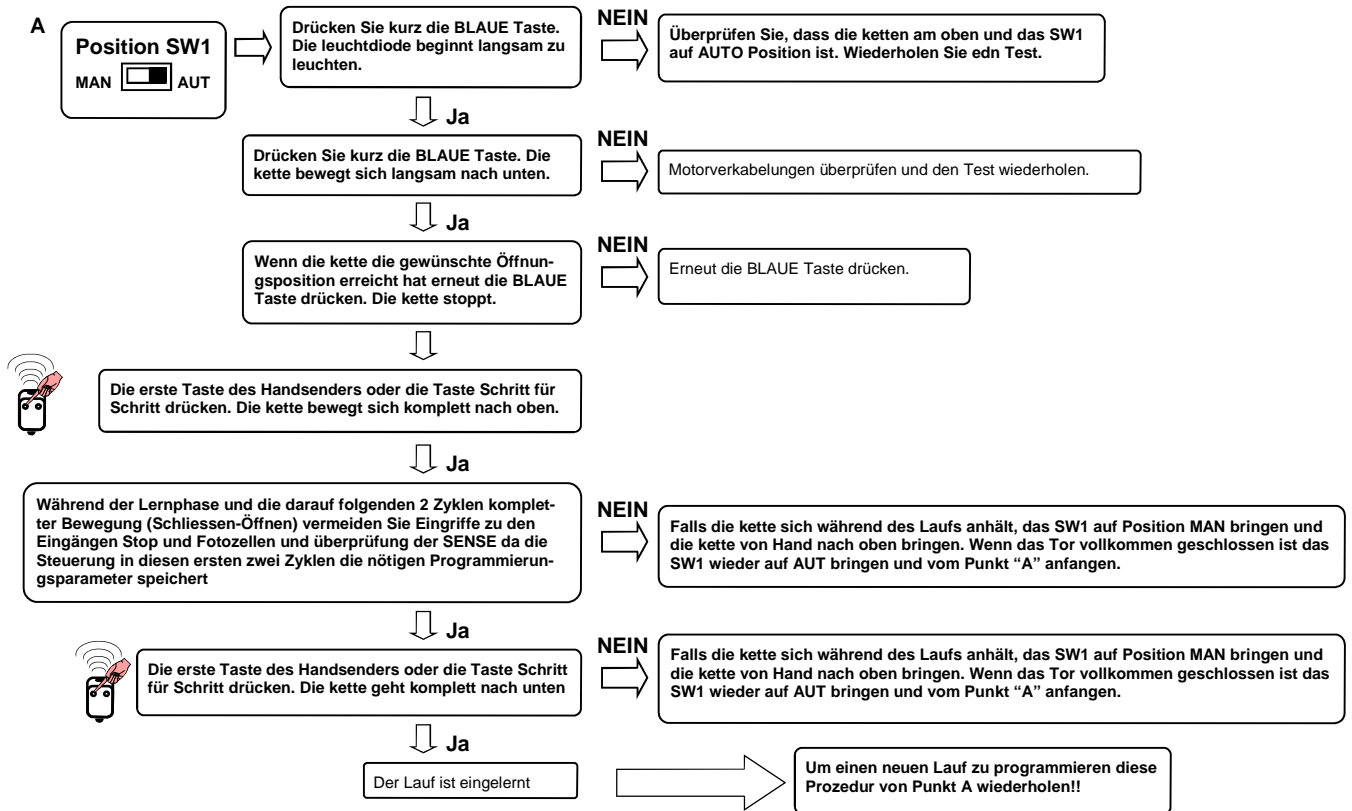 A
Position SW1
MAN AUT
Drücken Sie kurz die BLAUE Taste.
Die leuchtdiode beginnt langsam zu
leuchten.
NEIN
Überprüfen Sie, dass die ketten am oben und das SW1
auf AUTO Position ist. Wiederholen Sie edn Test.
Ja
Drücken Sie kurz die BLAUE Taste. Die
kette bewegt sich langsam nach unten.
NEIN
Motorverkabelungen überprüfen und den Test wiederholen.
Ja
Wenn die kette die gewünschte Öffnun-
gsposition erreicht hat erneut die BLAUE
Taste drücken. Die kette stoppt.
NEIN
Erneut die BLAUE Taste drücken.
Die erste Taste des Handsenders oder die Taste Schritt für
Schritt drücken. Die kette bewegt sich komplett nach oben.
Ja
Während der Lernphase und die darauf folgenden 2 Zyklen komplet-
ter Bewegung (Schliessen-Öffnen) vermeiden Sie Eingriffe zu den
Eingängen Stop und Fotozellen und überprüfung der SENSE da die
Steuerung in diesen ersten zwei Zyklen die nötigen Programmierun-
gsparameter speichert
NEIN
Falls die kette sich während des Laufs anhält, das SW1 auf Position MAN bringen und
die kette von Hand nach oben bringen. Wenn das Tor vollkommen geschlossen ist das
SW1 wieder auf AUT bringen und vom Punkt “A” anfangen.
Ja
Die erste Taste des Handsenders oder die Taste Schritt
für Schritt drücken. Die kette geht komplett nach unten
NEIN
Falls die kette sich während des Laufs anhält, das SW1 auf Position MAN bringen und
die kette von Hand nach oben bringen. Wenn das Tor vollkommen geschlossen ist das
SW1 wieder auf AUT bringen und vom Punkt “A” anfangen.
Ja
Der Lauf ist eingelernt
Um einen neuen Lauf zu programmieren diese
Prozedur von Punkt A wiederholen!!